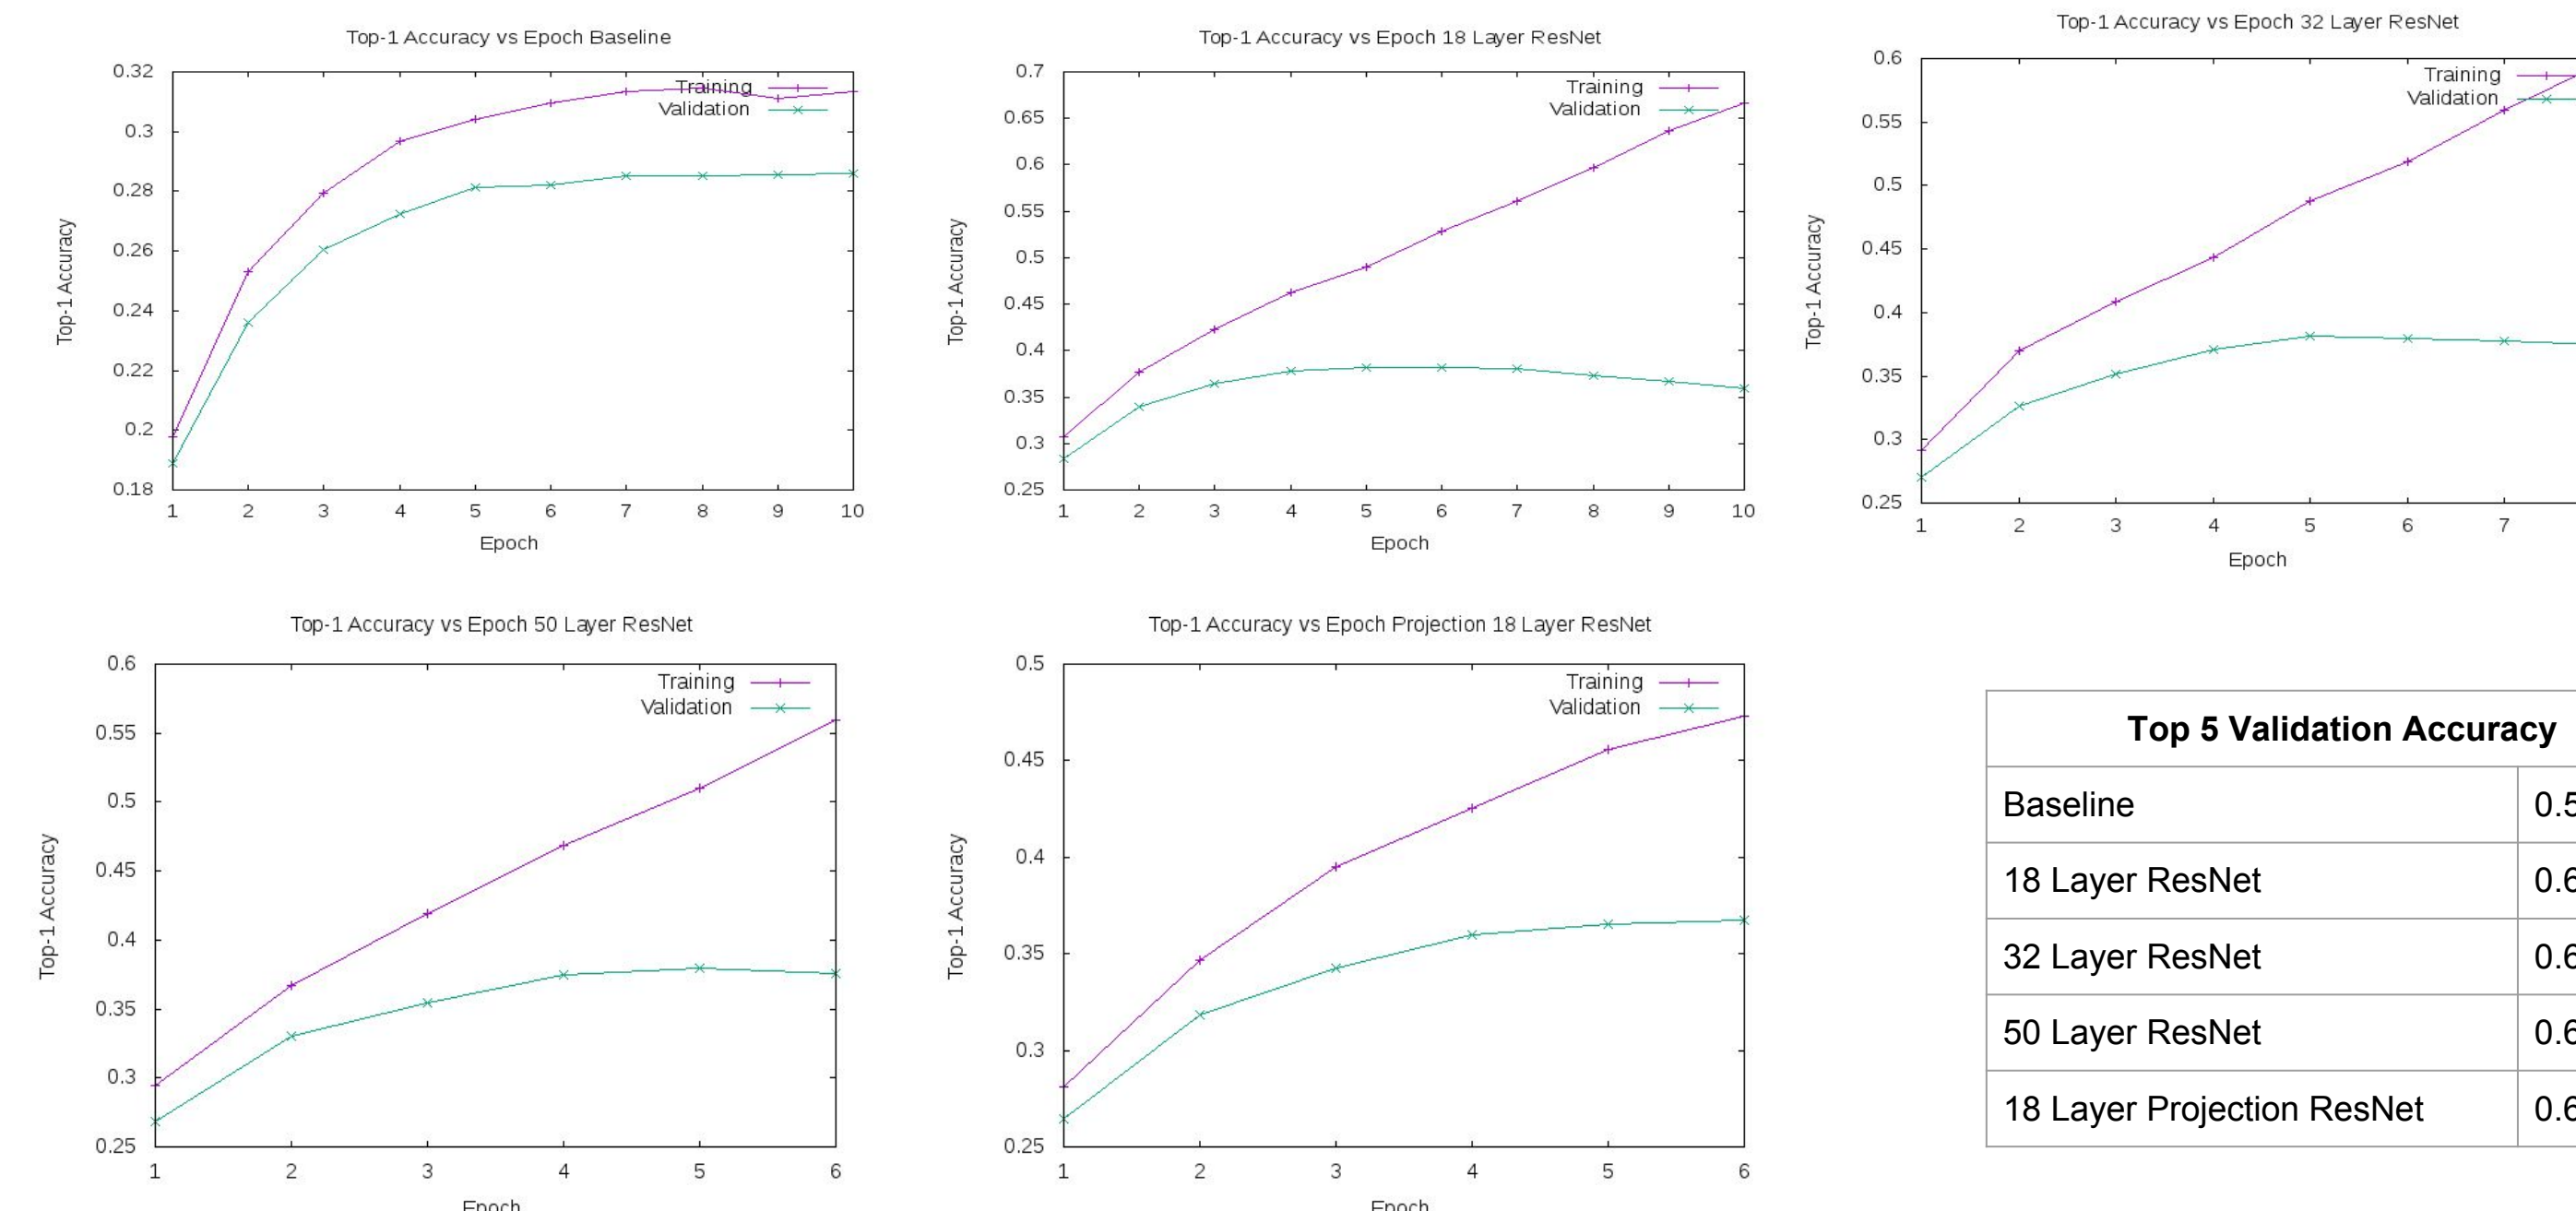 Top-1 Accuracy vs Epoch Baseline
0.32
0.3
0.28
0.26
0.24
0.22
0.2
0.18
Top-1 Accuracy
Training
Validation
1 2 3 4 5 6 7 8 9 10
Epoch
Top-1 Accuracy vs Epoch 18 Layer ResNet
0.7
0.65
0.6
0.55
0.5
0.45
0.4
0.35
0.3
0.25
Top-1 Accuracy
Training
Validation
1 2 3 4 5 6 7 8 9 10
Epoch
Top-1 Accuracy vs Epoch 32 Layer ResNet
0.6
0.55
0.5
0.45
0.4
0.35
0.3
0.25
Top-1 Accuracy
Training
Validation
1 2 3 4 5 6 7
Epoch
Top-1 Accuracy vs Epoch 50 Layer ResNet
0.6
0.55
0.5
0.45
0.4
0.35
0.3
0.25
Top-1 Accuracy
Training
Validation
1 2 3 4 5 6
Epoch
Top-1 Accuracy vs Epoch Projection 18 Layer ResNet
0.5
0.45
0.4
0.35
0.3
0.25
Top-1 Accuracy
Training
Validation
1 2 3 4 5 6
Epoch
Top 5 Validation Accuracy
Baseline
18 Layer ResNet
32 Layer ResNet
50 Layer ResNet
18 Layer Projection ResNet